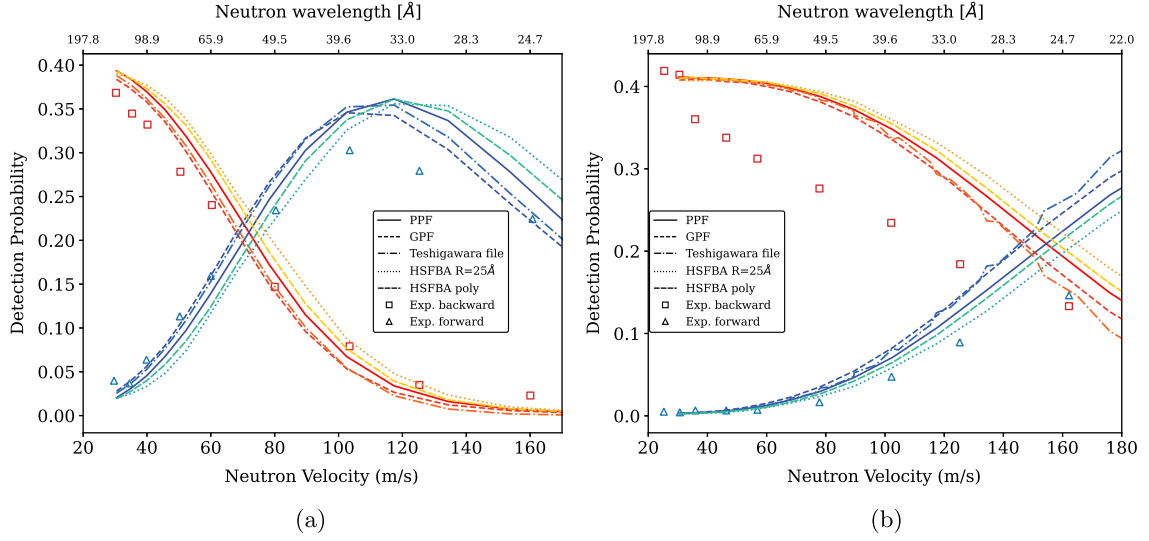 Neutron wavelength [Å]
197.8 98.9 65.9 49.5 39.6 33.0 28.3 24.7
0.40
0.35
0.30
0.25
0.20
0.15
0.10
0.05
0.00
Detection Probability
PPF
GPF
Teshigawara file
HSFBA R=25Å
HSFBA poly
Exp. backward
Exp. forward
20 40 60 80 100 120 140 160
Neutron Velocity (m/s)
(a)
Neutron wavelength [Å]
197.8 98.9 65.9 49.5 39.6 33.0 28.3 24.7 22.0
0.4
0.3
0.2
0.1
0.0
Detection Probability
PPF
GPF
Teshigawara file
HSFBA R=25Å
HSFBA poly
Exp. backward
Exp. forward
20 40 60 80 100 120 140 160 180
Neutron Velocity (m/s)
(b)